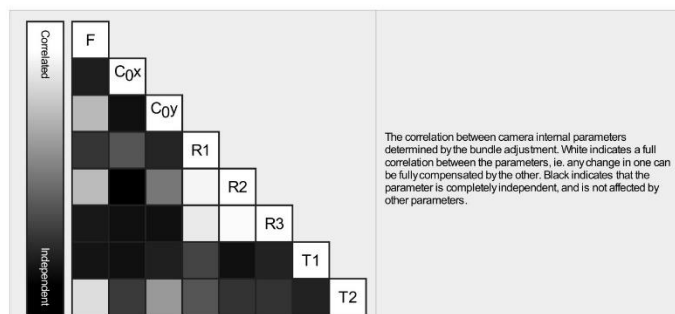 Correlated
Independent
F
C0x
C0y
R1
R2
R3
T1
T2
The correlation between camera internal parameters
determined by the bundle adjustment. White indicates a full
correlation between the parameters, ie. any change in one can
be fully compensated by the other. Black indicates that the
parameter is completely independent, and is not affected by
other parameters.